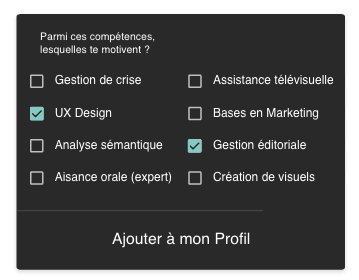 Parmi ces compétences,
lesquelles te motivent ?
Gestion de crise
Assistance télévisuelle
UX Design
Bases en Marketing
Analyse sémantique
Gestion éditoriale
Aisance orale (expert)
Création de visuels
Ajouter à mon Profil